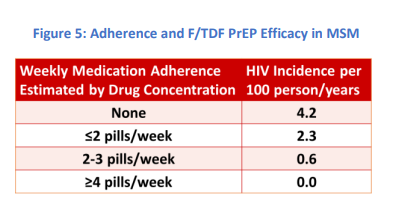 Figure 5: Adherence and F/TDF PrEP Efficacy in MSM
Weekly Medication Adherence HIV Incidence per
Estimated by Drug Concentration 100 person/years
None 4.2
≤2 pills/week 2.3
2-3 pills/week 0.6
≥4 pills/week 0.0